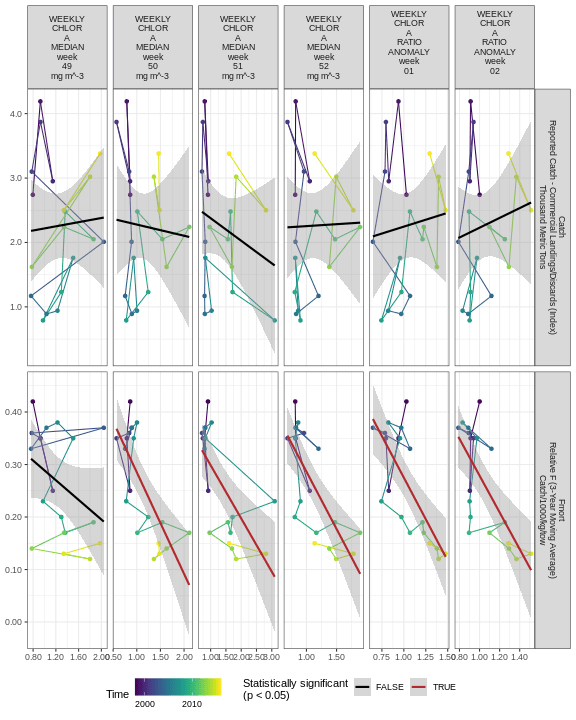 WEEKLY
CHLOR
A
MEDIAN
week
49
mg m^-3
WEEKLY
CHLOR
A
MEDIAN
week
50
mg m^-3
WEEKLY
CHLOR
A
MEDIAN
week
51
mg m^-3
WEEKLY
CHLOR
A
MEDIAN
week
52
mg m^-3
WEEKLY
CHLOR
A
RATIO
ANOMALY
week
01
WEEKLY
CHLOR
A
RATIO
ANOMALY
week
02
4.0
3.0
2.0
1.0
Catch
Reported Catch - Commercial Landings/Discards (Index)
Thousand Metric Tons
0.40
0.30
0.20
0.10
0.00
Fmort
Relative F (3-Year Moving Average)
Catch/1000/kg/tow
0.80 1.20 1.60 2.00
0.50 1.00 1.50 2.00
1.00 1.50 2.00 2.50 3.00
1.00 1.50
0.75 1.00 1.25 1.50
0.80 1.00 1.20 1.40
Time
2000 2010
Statistically significant
(p < 0.05)
FALSE
TRUE